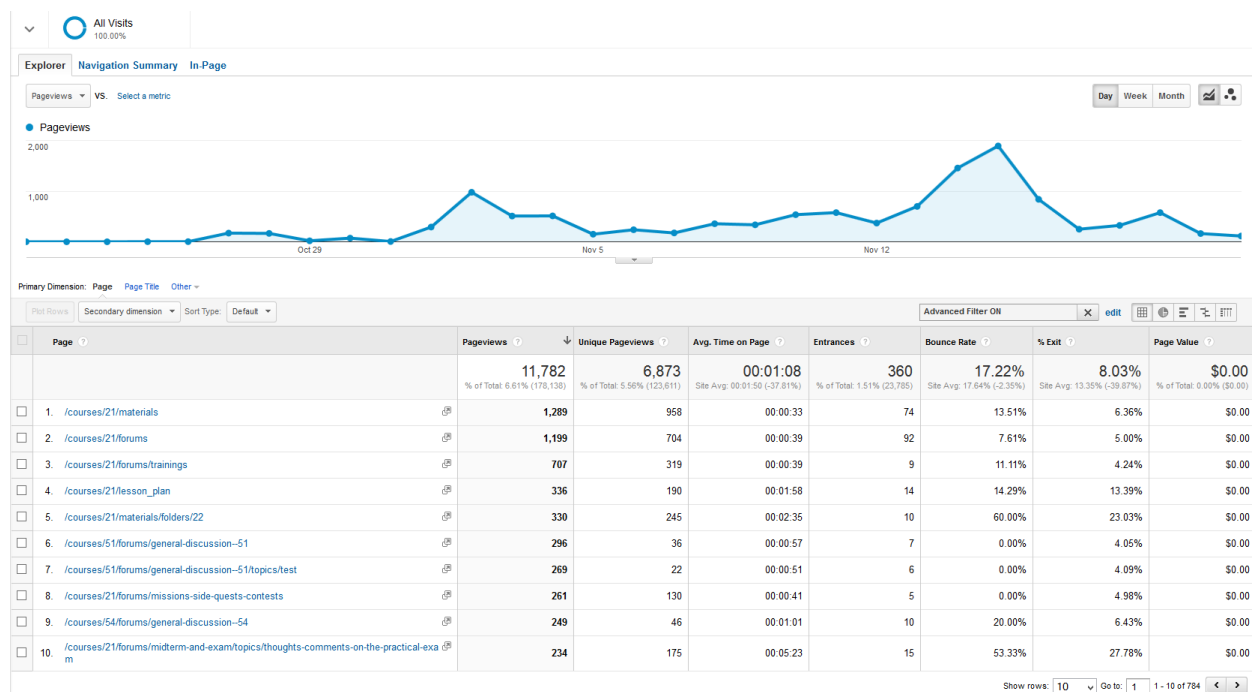 All Visits
100.00%
Explorer Navigation Summary In-Page
Pageviews VS. Select a metric Day Week Month
Pageviews
2,000
1,000
Oct 29 Nov 5 Nov 12
Primary Dimension: Page Page Title Other
Plot Rows Secondary dimension Sort Type: Default Advanced Filter ON edit
Page Pageviews Unique Pageviews Avg. Time on Page Entrances Bounce Rate % Exit Page Value
11,782 6,873 00:01:08 360 17.22% 8.03% $0.00
% of Total: 6.61% (178,138) % of Total: 5.56% (123,611) Site Avg: 00:01:50 (-37.81%) % of Total: 1.51% (23,785) Site Avg: 17.64% (-2.35%) Site Avg: 13.35% (-39.87%) % of Total: 0.00% ($0.00)
1. /courses/21/materials 1,289 958 00:00:33 74 13.51% 6.36% $0.00
2. /courses/21/forums 1,199 704 00:00:39 92 7.61% 5.00% $0.00
3. /courses/21/forums/trainings 707 319 00:00:39 9 11.11% 4.24% $0.00
4. /courses/21/lesson_plan 336 190 00:01:58 14 14.29% 13.39% $0.00
5. /courses/21/materials/folders/22 330 245 00:02:35 10 60.00% 23.03% $0.00
6. /courses/51/forums/general-discussion--51 296 36 00:00:57 7 0.00% 4.05% $0.00
7. /courses/51/forums/general-discussion--51/topics/test 269 22 00:00:51 6 0.00% 4.09% $0.00
8. /courses/21/forums/missions-side-quests-contests 261 130 00:00:41 5 0.00% 4.98% $0.00
9. /courses/54/forums/general-discussion--54 249 46 00:01:01 10 20.00% 6.43% $0.00
10. /courses/21/forums/midterm-and-exam/topics/thoughts-comments-on-the-practical-exa 234 175 00:05:23 15 53.33% 27.78% $0.00
m
Show rows: 10 Go to: 1 1 - 10 of 784